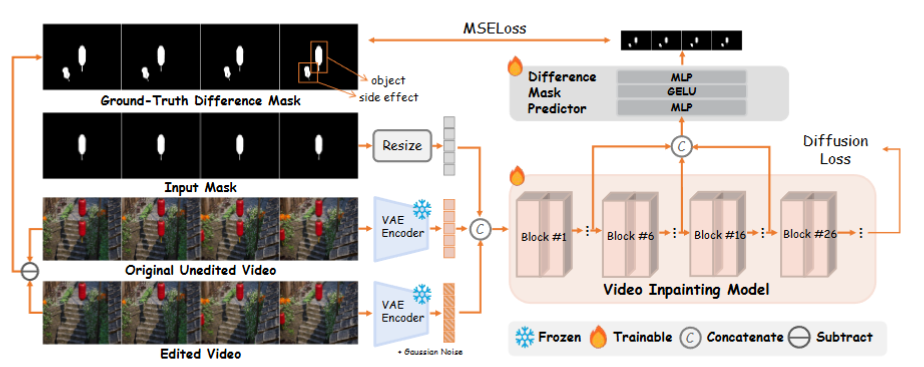 MSELoss
object
side effect
Ground-Truth Difference Mask
Difference
Mask
Predictor
MLP
GELU
MLP
Input Mask
Resize
C
Diffusion
Loss
VAE
Encoder
C
Original Unedited Video
Block #1
Block #6
Block #16
Block #26
Video Inpainting Model
VAE
Encoder
Edited Video
+ Gaussian Noise
Frozen
Trainable
C
Concatenate
Subtract